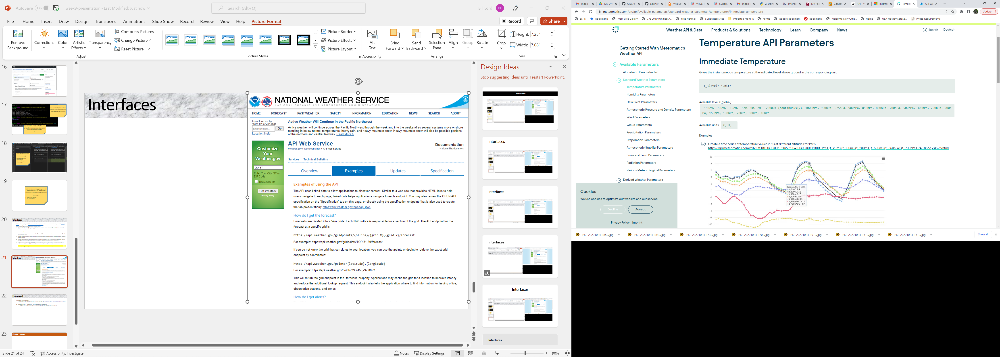 AutoSave On week9-presentation • Last Modified: Just now Search (Alt+Q) Bill Lord BL
File Home Insert Draw Design Transitions Animations Slide Show Record Review View Help Picture Format Record Share
Remove Background
Corrections
Color
Artistic Effects
Transparency
Compress Pictures
Change Picture
Reset Picture
Adjust
Picture Styles
Picture Border
Picture Effects
Picture Layout
Alt Text
Accessibility
Bring Forward
Send Backward
Selection Pane
Align
Group
Rotate
Arrange
Crop
Height: 7.25"
Width: 7.68"
Size
16
17
18
19
20
Interfaces
21
Interfaces
22
Homework
23
Project time
Interfaces
NATIONAL WEATHER SERVICE
NATIONAL OCEANIC AND ATMOSPHERIC ADMINISTRATION
HOME FORECAST PAST WEATHER SAFETY INFORMATION EDUCATION NEWS SEARCH ABOUT
Local forecast by
"City, St" or ZIP code
Enter location ... Go
Location Help
Active Weather Will Continue in the Pacific Northwest
Active weather will continue across the Pacific Northwest through the week and into the weekend as several systems move onshore
resulting in below normal temperatures, heavy rain, and heavy mountain snow. Heavy mountain snow will also be possible portions
of the northern and central Rockies. Read More >
Customize
Your
Weather.gov
City, ST
Enter Your City, ST or
ZIP Code
Remember Me
Get Weather
Privacy Policy
API Web Service
Weather.gov > Documentation > API Web Service
Documentation
National Headquarters
Services Technical Bulletins
Overview Examples Updates Specification
Examples of using the API
The API uses linked data to allow applications to discover content. Similar to a web site that provides HTML links to help
users navigate to each page, linked data helps applications navigate to each endpoint. You may also review the OPEN API
specification on the "Specification" tab on this page, or directly using the specification endpoint (that is also used to create
the tab presentation): https://api.weather.gov/openapi.json.
How do I get the forecast?
Forecasts are divided into 2.5km grids. Each NWS office is responsible for a section of the grid. The API endpoint for the
forecast at a specific grid is:
https://api.weather.gov/gridpoints/{office}/{grid X},{grid Y}/forecast
For example: https://api.weather.gov/gridpoints/TOP/31,80/forecast
If you do not know the grid that correlates to your location, you can use the /points endpoint to retrieve the exact grid
endpoint by coordinates:
https://api.weather.gov/points/{latitude},{longitude}
For example: https://api.weather.gov/points/39.7456,-97.0892
This will return the grid endpoint in the "forecast" property. Applications may cache the grid for a location to improve latency
and reduce the additional lookup request. This endpoint also tells the application where to find information for issuing office,
observation stations, and zones.
How do I get alerts?
Design Ideas
Stop suggesting ideas until I restart PowerPoint.
Interfaces
Interfaces
Interfaces
Interfaces
Interfaces
Interfaces
Slide 21 of 24 Accessibility: Investigate Notes Display Settings 90%
Inbox My Dri CISC 6 adono VitalSo Visual Sudok Inbox 2. Usin Interde My Pa Conte API - W interfa Tempe API We
meteomatics.com/en/api/available-parameters/standard-weather-parameter/temperature/#immediate_temperature Update
ESPN Bookmarks Web Slice Gallery CIG 2010 (Unified A... Free Hotmail Suggested Sites Imported From IE Forms Google Bookmark Bookmarks Welcome New Offic... Home USA Hockey SafeSp... Photo Requirements
Weather API & Data Products & Solutions Technology Learn Company News Search Deutsch
Getting Started With Meteomatics
Weather API
Available Parameters
Alphabetic Parameter List
Standard Weather Parameters
Temperature Parameters
Humidity Parameters
Dew Point Parameters
Atmospheric Pressure and Density Parameters
Wind Parameters
Cloud Parameters
Precipitation Parameters
Evaporation Parameters
Atmospheric Stability Parameters
Snow and Frost Parameters
Radiation Parameters
Various Meteorological Parameters
Derived Weather Parameters
Cookies
We use cookies to optimize our website and our service.
Decline Accept
Privacy Policy Imprint
Temperature API Parameters
Immediate Temperature
Gives the instantaneous temperature at the indicated level above ground in the corresponding unit.
t_<level>:<unit>
Available levels (global):
-150cm, -50cm, -15cm, -5cm, 0m, 2m - 20000m (continuously), 1000hPa, 950hPa, 925hPa, 900hPa, 850hPa, 800hPa, 700hPa, 500hPa, 300hPa, 250hPa, 200h
Pa, 150hPa, 100hPa, 70hPa, 50hPa, 10hPa
Available units: C, K, F
Examples
Create a time series of temperature values in °C at different altitudes for Paris:
https://api.meteomatics.com/2022-11-01T00:00:00Z--2022-11-04T00:00:00Z:PT1H/t_2m:C,t_20m:C,t_100m:C,t_200m:C,t_500m:C,t_850hPa:C,t_700hPa:C/48.8566,2.3522/html
10
8
6
4
2
0
-2
-4
-6
-8
-10
Saturday, Mar 6, 16:00
t_2m:C: 8.1
t_20m:C: 7.9
t_100m:C: 7
t_200m:C: 6
t_500m:C: 3.1
t_850hPa:C: -1.7
t_700hPa:C: -8.4
PXL_20221024_185....jpg PXL_20221024_184....jpg PXL_20221024_173....jpg PXL_20221024_170....jpg PXL_20221024_191....jpg PXL_20221024_161....jpg PXL_20221024_161....jpg Show all